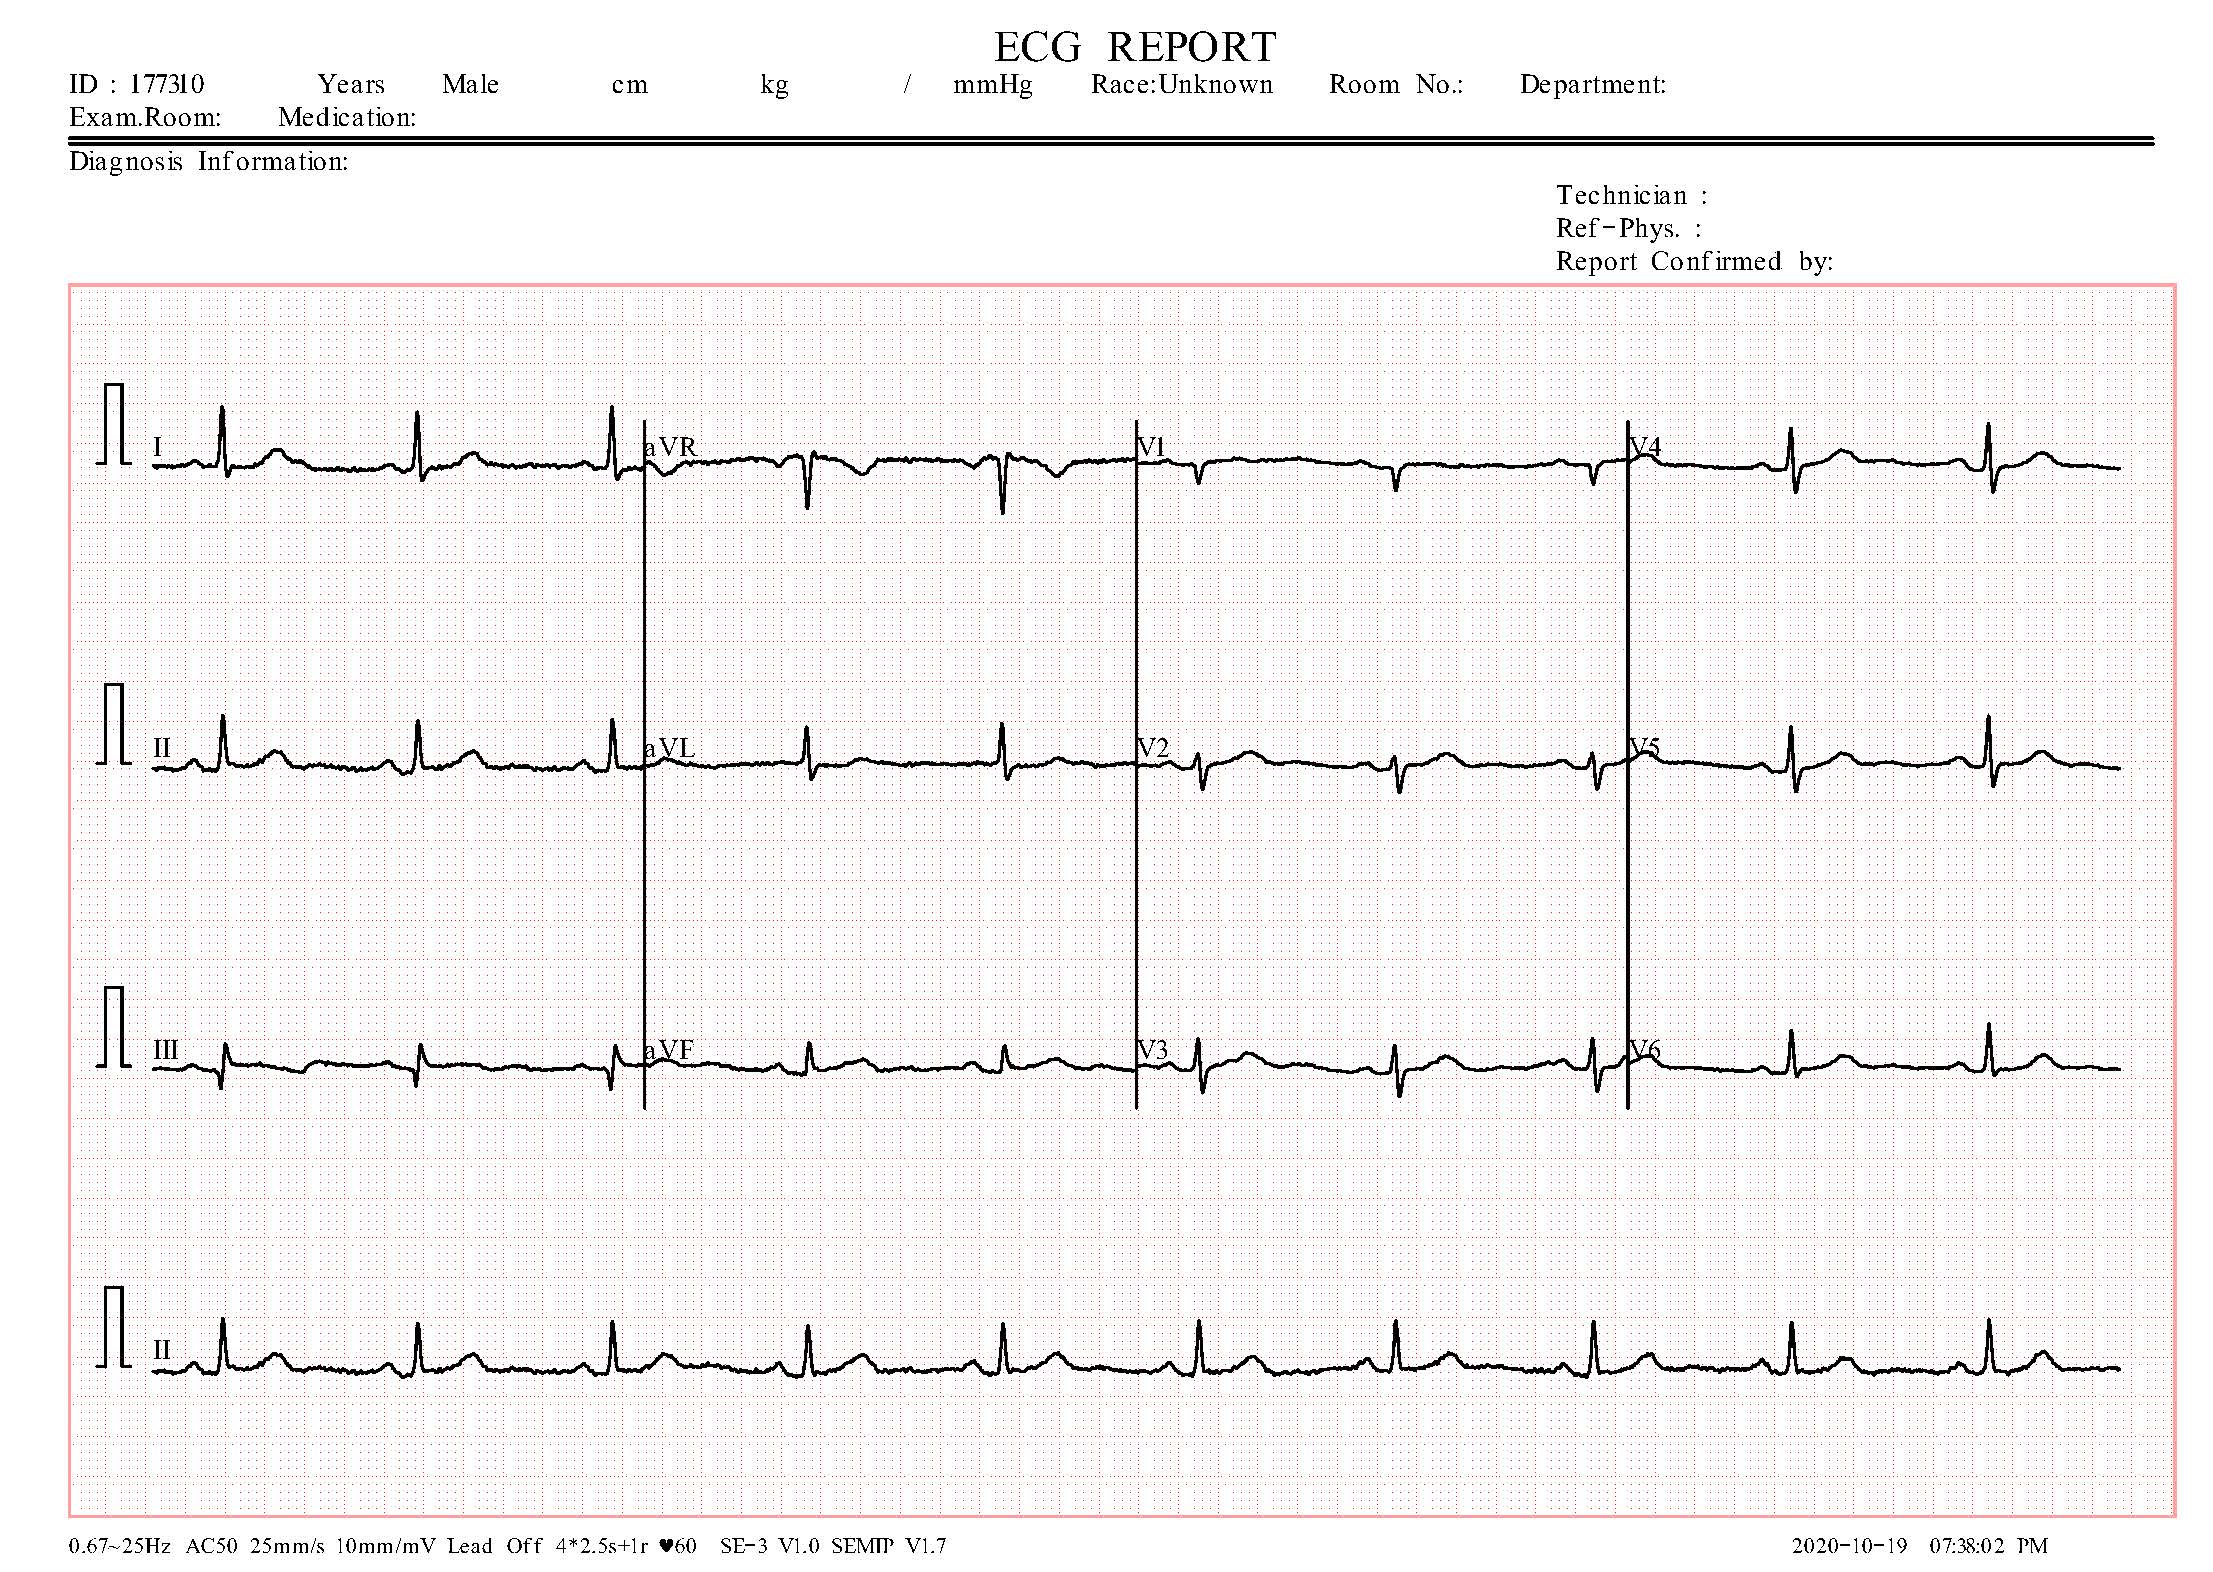 ECG REPORT
ID : 177310 Years Male cm kg / mmHg Race:Unknown Room No.: Department:
Exam.Room: Medication:
Diagnosis Information:
Technician :
Ref-Phys. :
Report Confirmed by:
I aVR V1 V4
II aVL V2 V5
III aVF V3 V6
II
0.67~25Hz AC50 25mm/s 10mm/mV Lead Off 4*2.5s+1r ♥60 SE-3 V1.0 SEMIP V1.7 2020-10-19 07:38:02 PM